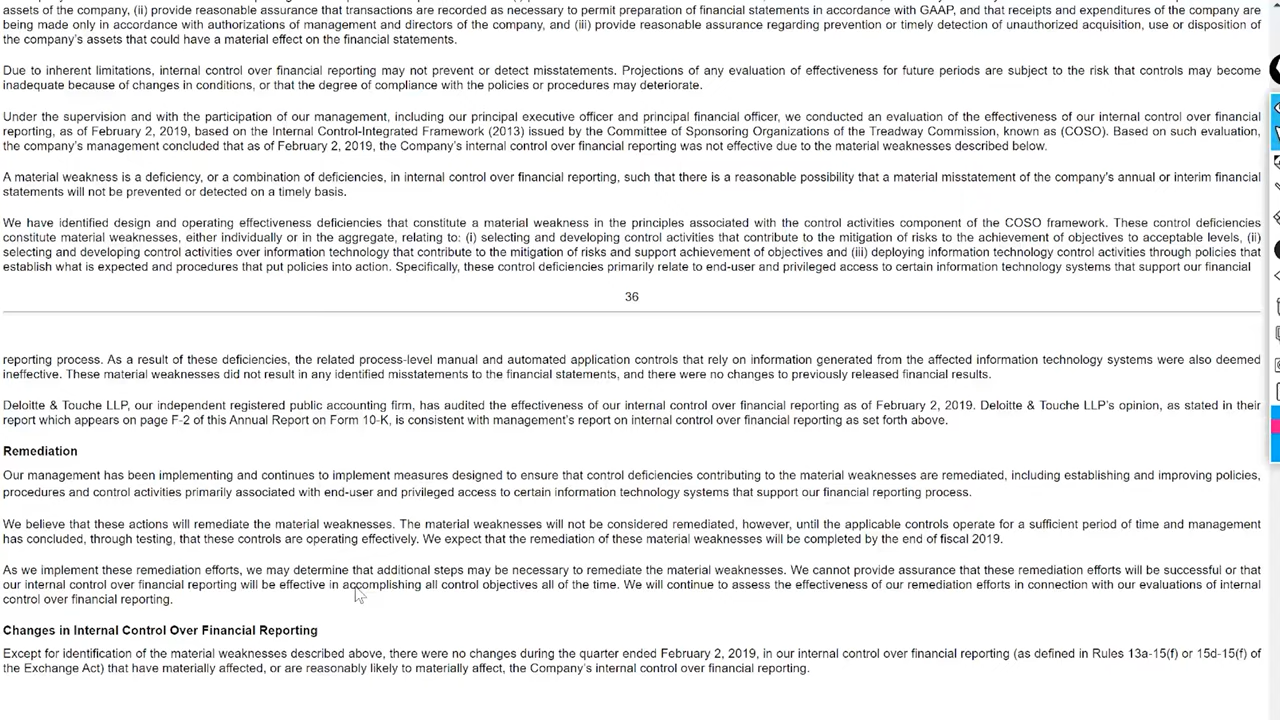 assets of the company, (ii) provide reasonable assurance that transactions are recorded as necessary to permit preparation of financial statements in accordance with GAAP, and that receipts and expenditures of the company are
being made only in accordance with authorizations of management and directors of the company, and (iii) provide reasonable assurance regarding prevention or timely detection of unauthorized acquisition, use or disposition of
the company's assets that could have a material effect on the financial statements.
Due to inherent limitations, internal control over financial reporting may not prevent or detect misstatements. Projections of any evaluation of effectiveness for future periods are subject to the risk that controls may become
inadequate because of changes in conditions, or that the degree of compliance with the policies or procedures may deteriorate.
Under the supervision and with the participation of our management, including our principal executive officer and principal financial officer, we conducted an evaluation of the effectiveness of our internal control over financial
reporting, as of February 2, 2019, based on the Internal Control-Integrated Framework (2013) issued by the Committee of Sponsoring Organizations of the Treadway Commission, known as (COSO). Based on such evaluation,
the company's management concluded that as of February 2, 2019, the Company's internal control over financial reporting was not effective due to the material weaknesses described below.
A material weakness is a deficiency, or a combination of deficiencies, in internal control over financial reporting, such that there is a reasonable possibility that a material misstatement of the company's annual or interim financial
statements will not be prevented or detected on a timely basis.
We have identified design and operating effectiveness deficiencies that constitute a material weakness in the principles associated with the control activities component of the COSO framework. These control deficiencies
constitute material weaknesses, either individually or in the aggregate, relating to: (i) selecting and developing control activities that contribute to the mitigation of risks to the achievement of objectives to acceptable levels, (ii)
selecting and developing control activities over information technology that contribute to the mitigation of risks and support achievement of objectives and (iii) deploying information technology control activities through policies that
establish what is expected and procedures that put policies into action. Specifically, these control deficiencies primarily relate to end-user and privileged access to certain information technology systems that support our financial
36
reporting process. As a result of these deficiencies, the related process-level manual and automated application controls that rely on information generated from the affected information technology systems were also deemed
ineffective. These material weaknesses did not result in any identified misstatements to the financial statements, and there were no changes to previously released financial results.
Deloitte & Touche LLP, our independent registered public accounting firm, has audited the effectiveness of our internal control over financial reporting as of February 2, 2019. Deloitte & Touche LLP's opinion, as stated in their
report which appears on page F-2 of this Annual Report on Form 10-K, is consistent with management's report on internal control over financial reporting as set forth above.
Remediation
Our management has been implementing and continues to implement measures designed to ensure that control deficiencies contributing to the material weaknesses are remediated, including establishing and improving policies,
procedures and control activities primarily associated with end-user and privileged access to certain information technology systems that support our financial reporting process.
We believe that these actions will remediate the material weaknesses. The material weaknesses will not be considered remediated, however, until the applicable controls operate for a sufficient period of time and management
has concluded, through testing, that these controls are operating effectively. We expect that the remediation of these material weaknesses will be completed by the end of fiscal 2019.
As we implement these remediation efforts, we may determine that additional steps may be necessary to remediate the material weaknesses. We cannot provide assurance that these remediation efforts will be successful or that
our internal control over financial reporting will be effective in accomplishing all control objectives all of the time. We will continue to assess the effectiveness of our remediation efforts in connection with our evaluations of internal
control over financial reporting.
Changes in Internal Control Over Financial Reporting
Except for identification of the material weaknesses described above, there were no changes during the quarter ended February 2, 2019, in our internal control over financial reporting (as defined in Rules 13a-15(f) or 15d-15(f) of
the Exchange Act) that have materially affected, or are reasonably likely to materially affect, the Company's internal control over financial reporting.